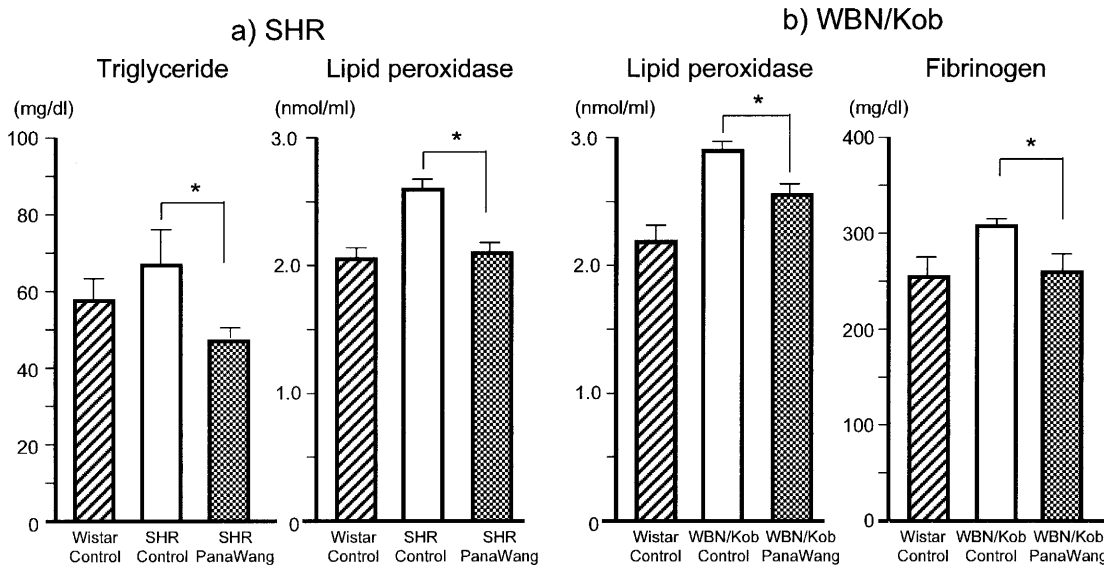 a) SHR
Triglyceride
(mg/dl)
100
80
60
40
20
0
Wistar
Control
SHR
Control
SHR
PanaWang
*
Lipid peroxidase
(nmol/ml)
3.0
2.0
1.0
0
Wistar
Control
SHR
Control
SHR
PanaWang
*
b) WBN/Kob
Lipid peroxidase
(nmol/ml)
3.0
2.0
1.0
0
Wistar
Control
WBN/Kob
Control
WBN/Kob
PanaWang
*
Fibrinogen
(mg/dl)
400
300
250
100
0
Wistar
Control
WBN/Kob
Control
WBN/Kob
PanaWang
*